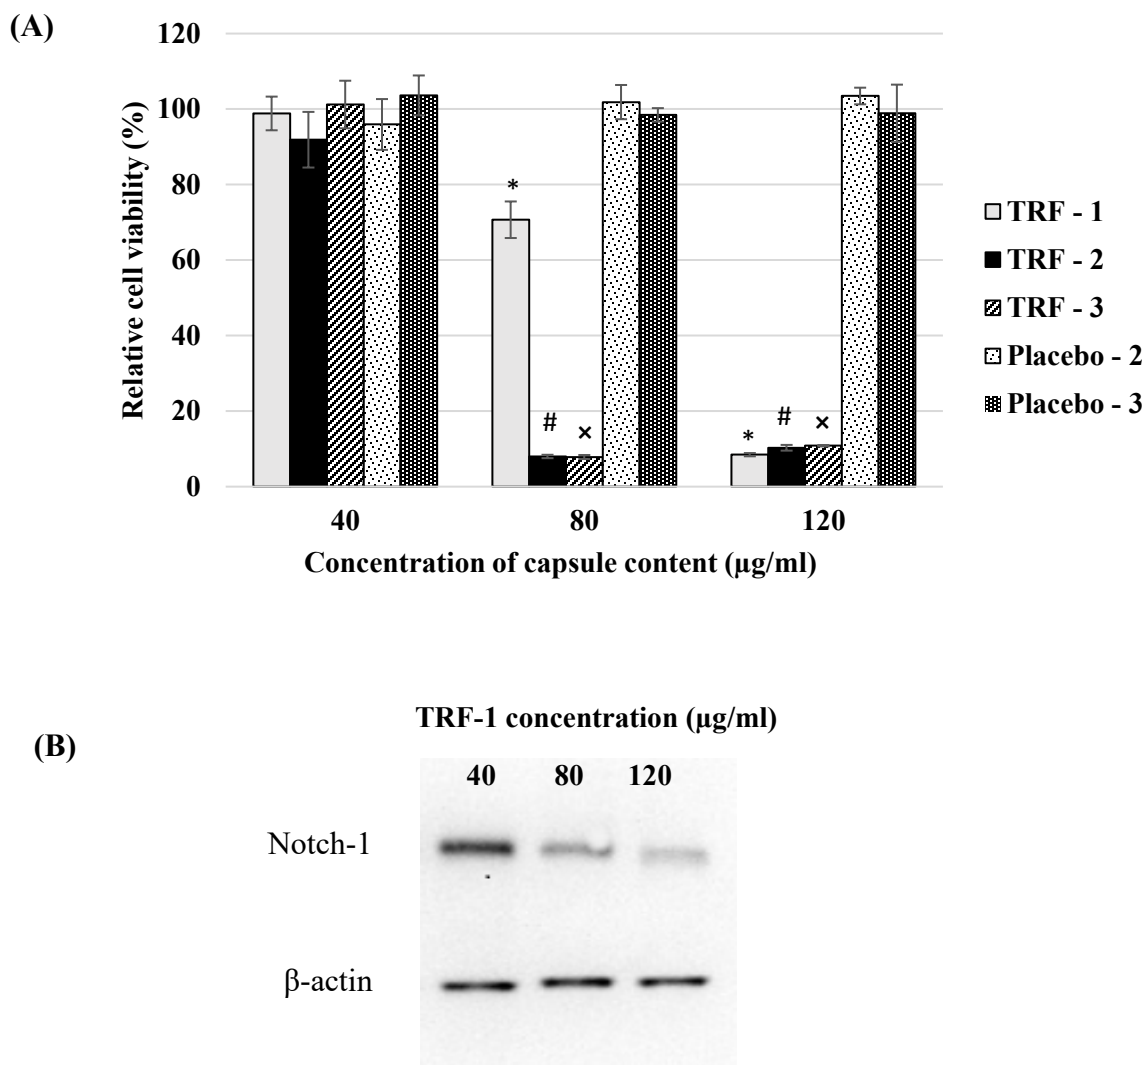 (A)
120
100
80
60
40
20
0
Relative cell viability (%)
*
#
×
*
#
×
40 80 120
Concentration of capsule content (µg/ml)
TRF - 1
TRF - 2
TRF - 3
Placebo - 2
Placebo - 3
(B)
TRF-1 concentration (µg/ml)
40 80 120
Notch-1
β-actin